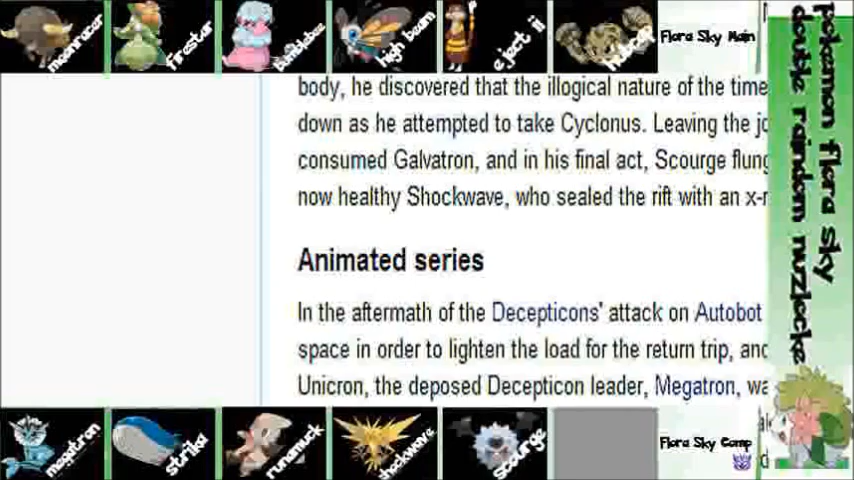 moonracer
firestar
bumblebee
high beam
eject ii
hubcap
Flora Sky Main
body, he discovered that the illogical nature of the time
down as he attempted to take Cyclonus. Leaving the jo
consumed Galvatron, and in his final act, Scourge flung
now healthy Shockwave, who sealed the rift with an x-r
Animated series
In the aftermath of the Decepticons' attack on Autobot
space in order to lighten the load for the return trip, and
Unicron, the deposed Decepticon leader, Megatron, wa
megatron
strika
runamuck
shockwave
scourge
Flora Sky Comp
pokemon flora sky
double raindom nuzlocke